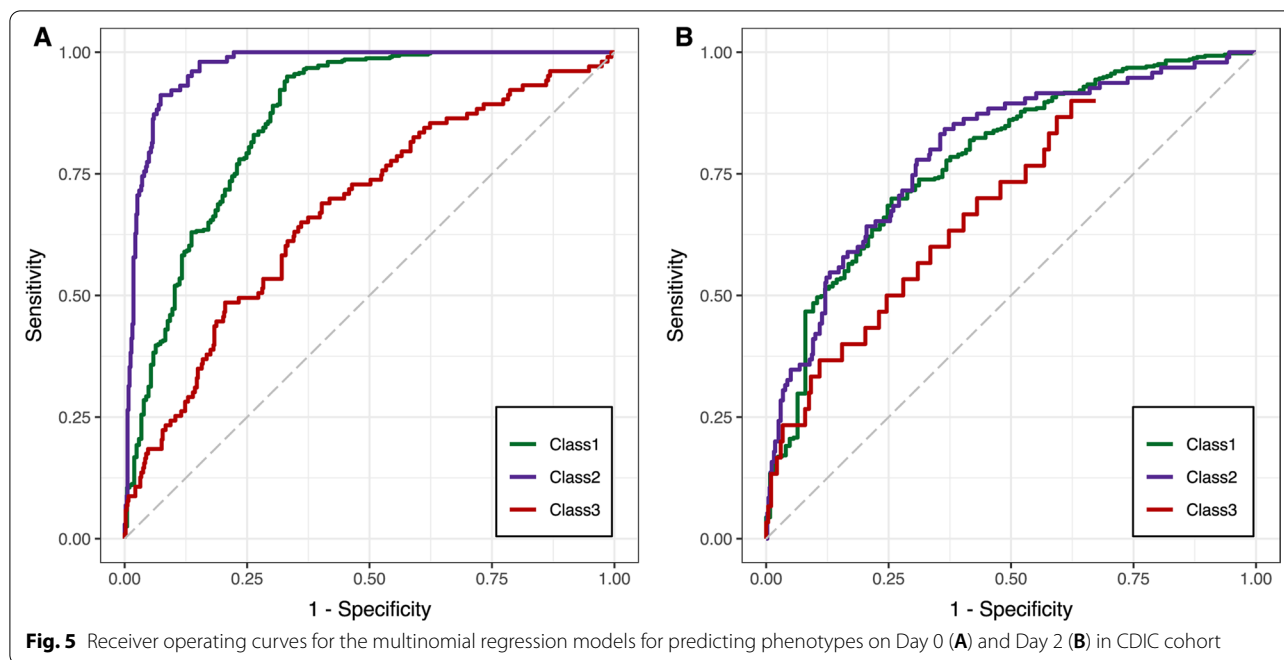 A
1.00
0.75
0.50
0.25
0.00
Sensitivity
Class1
Class2
Class3
0.00 0.25 0.50 0.75 1.00
1 - Specificity
B
1.00
0.75
0.50
0.25
0.00
Sensitivity
Class1
Class2
Class3
0.00 0.25 0.50 0.75 1.00
1 - Specificity
Fig. 5 Receiver operating curves for the multinomial regression models for predicting phenotypes on Day 0 (A) and Day 2 (B) in CDIC cohort